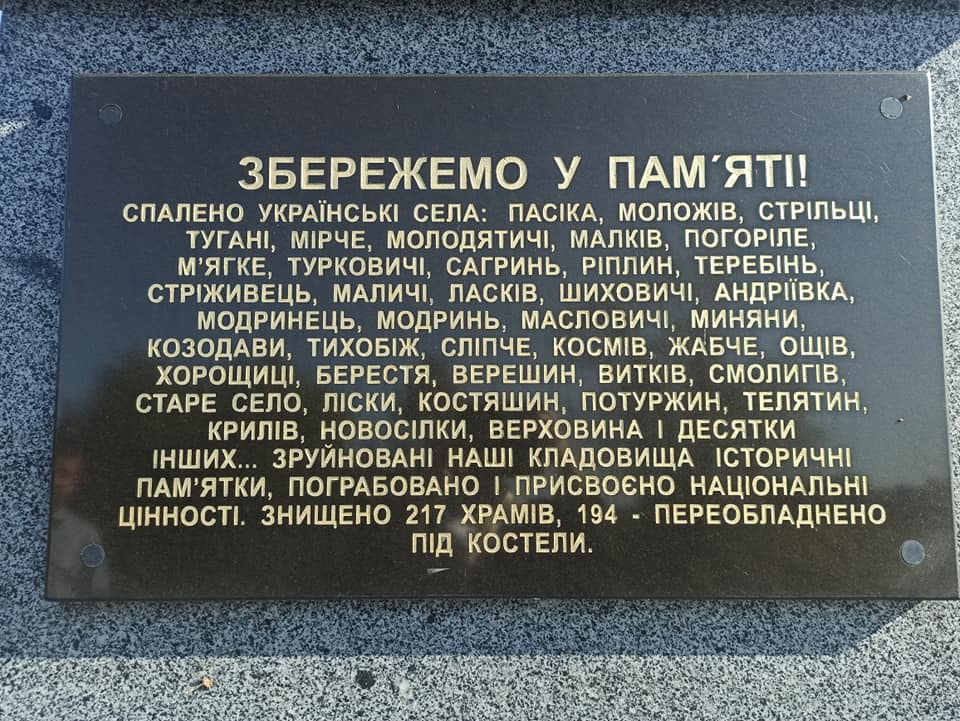 ЗБЕРЕЖЕМО У ПАМ´ЯТІ!
СПАЛЕНО УКРАЇНСЬКІ СЕЛА: ПАСІКА, МОЛОЖІВ, СТРІЛЬЦІ,
ТУГАНІ, МІРЧЕ, МОЛОДЯТИЧІ, МАЛКІВ, ПОГОРІЛЕ,
М'ЯГКЕ, ТУРКОВИЧІ, САГРИНЬ, РІПЛИН, ТЕРЕБІНЬ,
СТРІЖИВЕЦЬ, МАЛИЧІ, ЛАСКІВ, ШИХОВИЧІ, АНДРІЇВКА,
МОДРИНЕЦЬ, МОДРИНЬ, МАСЛОВИЧІ, МИНЯНИ,
КОЗОДАВИ, ТИХОБІЖ, СЛІПЧЕ, КОСМІВ, ЖАБЧЕ, ОЩІВ,
ХОРОЩИЦІ, БЕРЕСТЯ, ВЕРЕШИН, ВИТКІВ, СМОЛИГІВ,
СТАРЕ СЕЛО, ЛІСКИ, КОСТЯШИН, ПОТУРЖИН, ТЕЛЯТИН,
КРИЛІВ, НОВОСІЛКИ, ВЕРХОВИНА І ДЕСЯТКИ
ІНШИХ... ЗРУЙНОВАНІ НАШІ КЛАДОВИЩА ІСТОРИЧНІ
ПАМ'ЯТКИ, ПОГРАБОВАНО І ПРИСВОЄНО НАЦІОНАЛЬНІ
ЦІННОСТІ. ЗНИЩЕНО 217 ХРАМІВ, 194 - ПЕРЕОБЛАДНЕНО
ПІД КОСТЕЛИ.